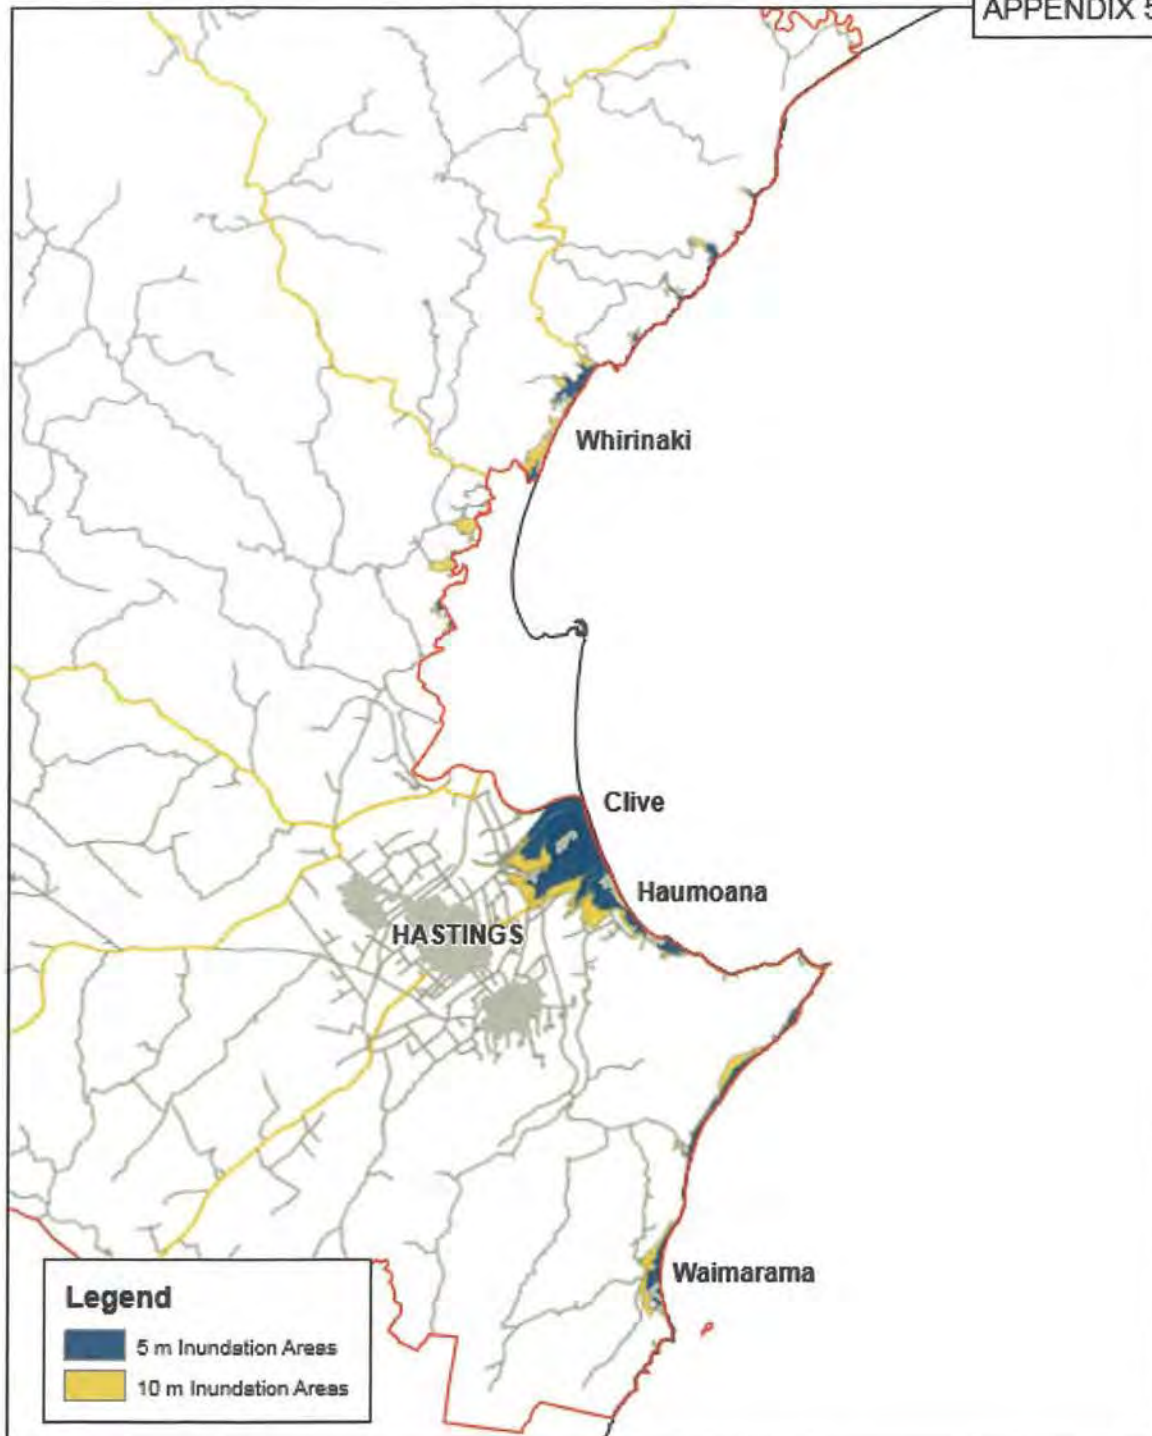 APPENDIX 5
Whirinaki
Clive
Haumoana
HASTINGS
Waimarama
Legend
5 m Inundation Areas
10 m Inundation Areas